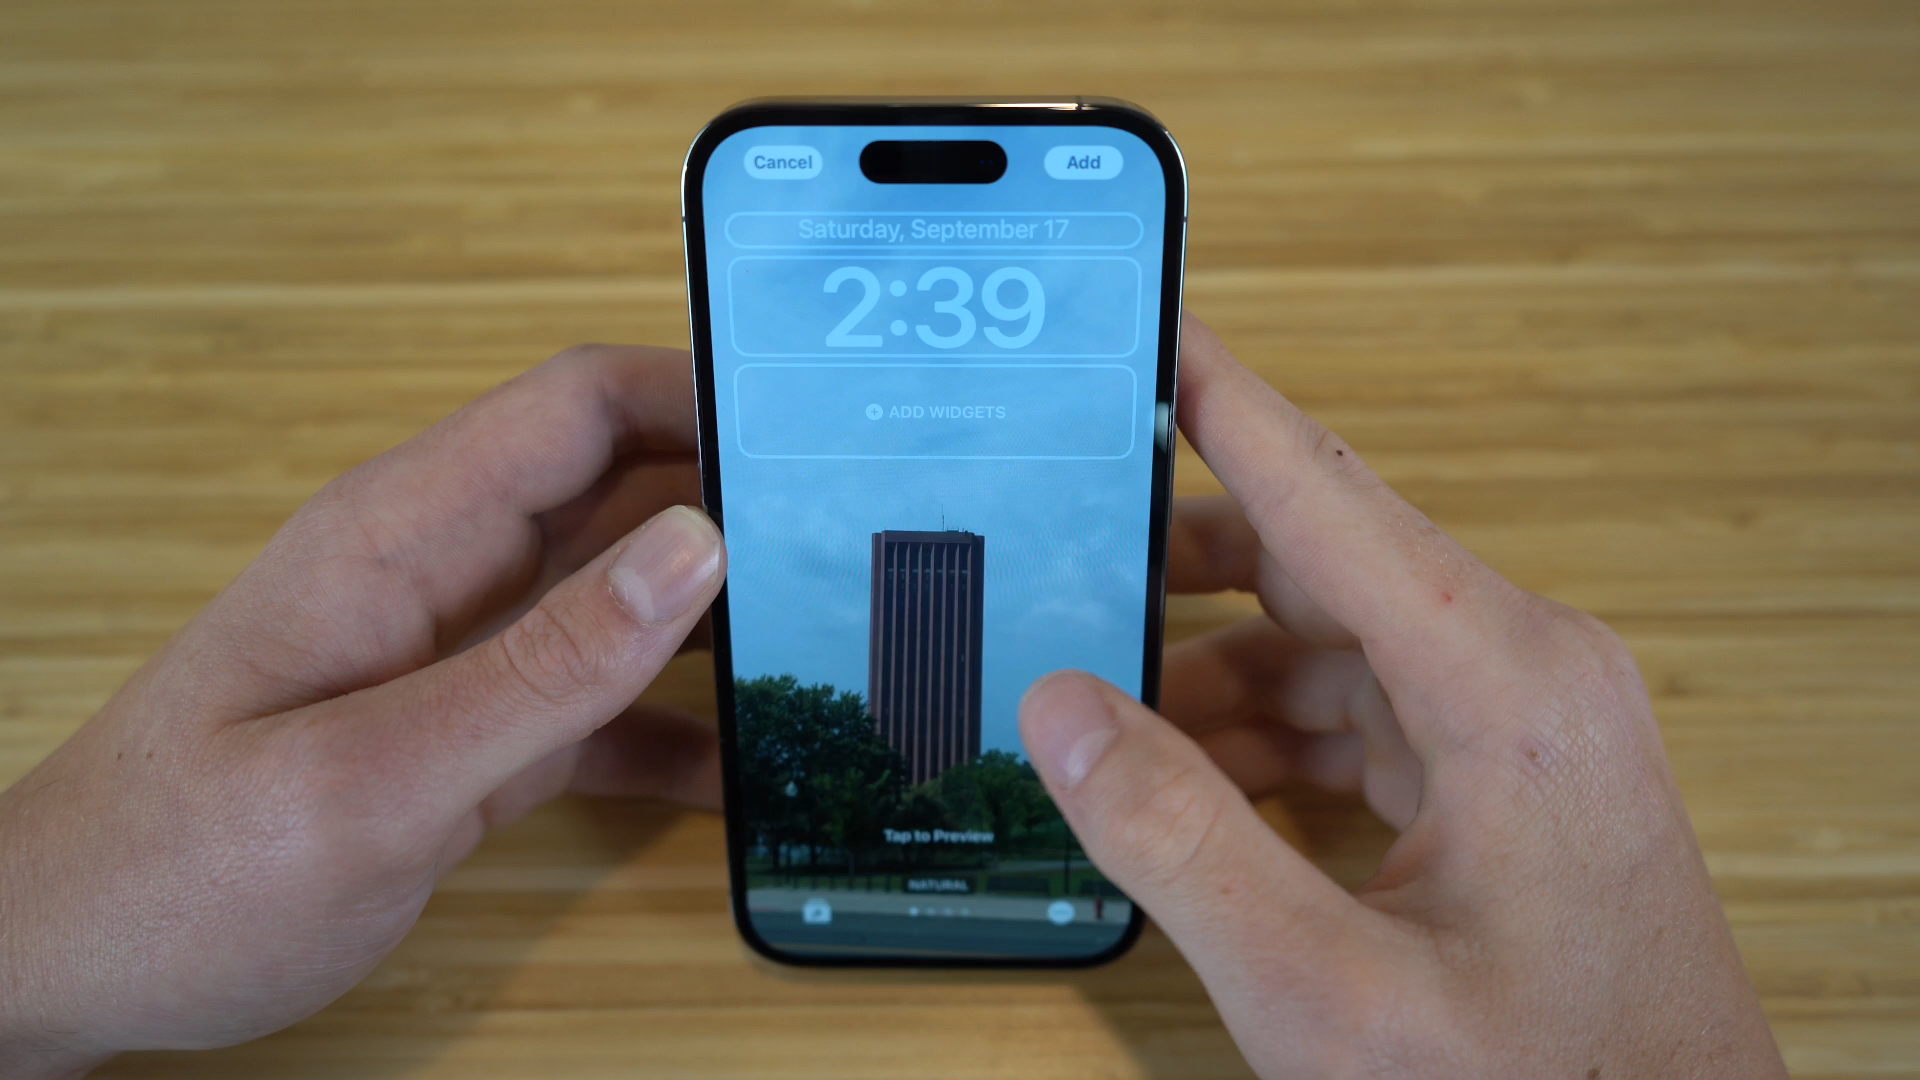 Cancel
Add
Saturday, September 17
2:39
ADD WIDGETS
Tap to Preview
NATURAL